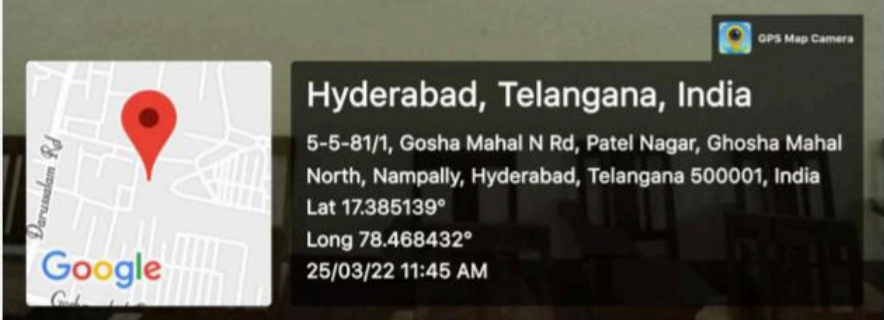 GPS Map Camera
Hyderabad, Telangana, India
5-5-81/1, Gosha Mahal N Rd, Patel Nagar, Ghosha Mahal
North, Nampally, Hyderabad, Telangana 500001, India
Lat 17.385139°
Long 78.468432°
25/03/22 11:45 AM
Darussalam Rd
Google